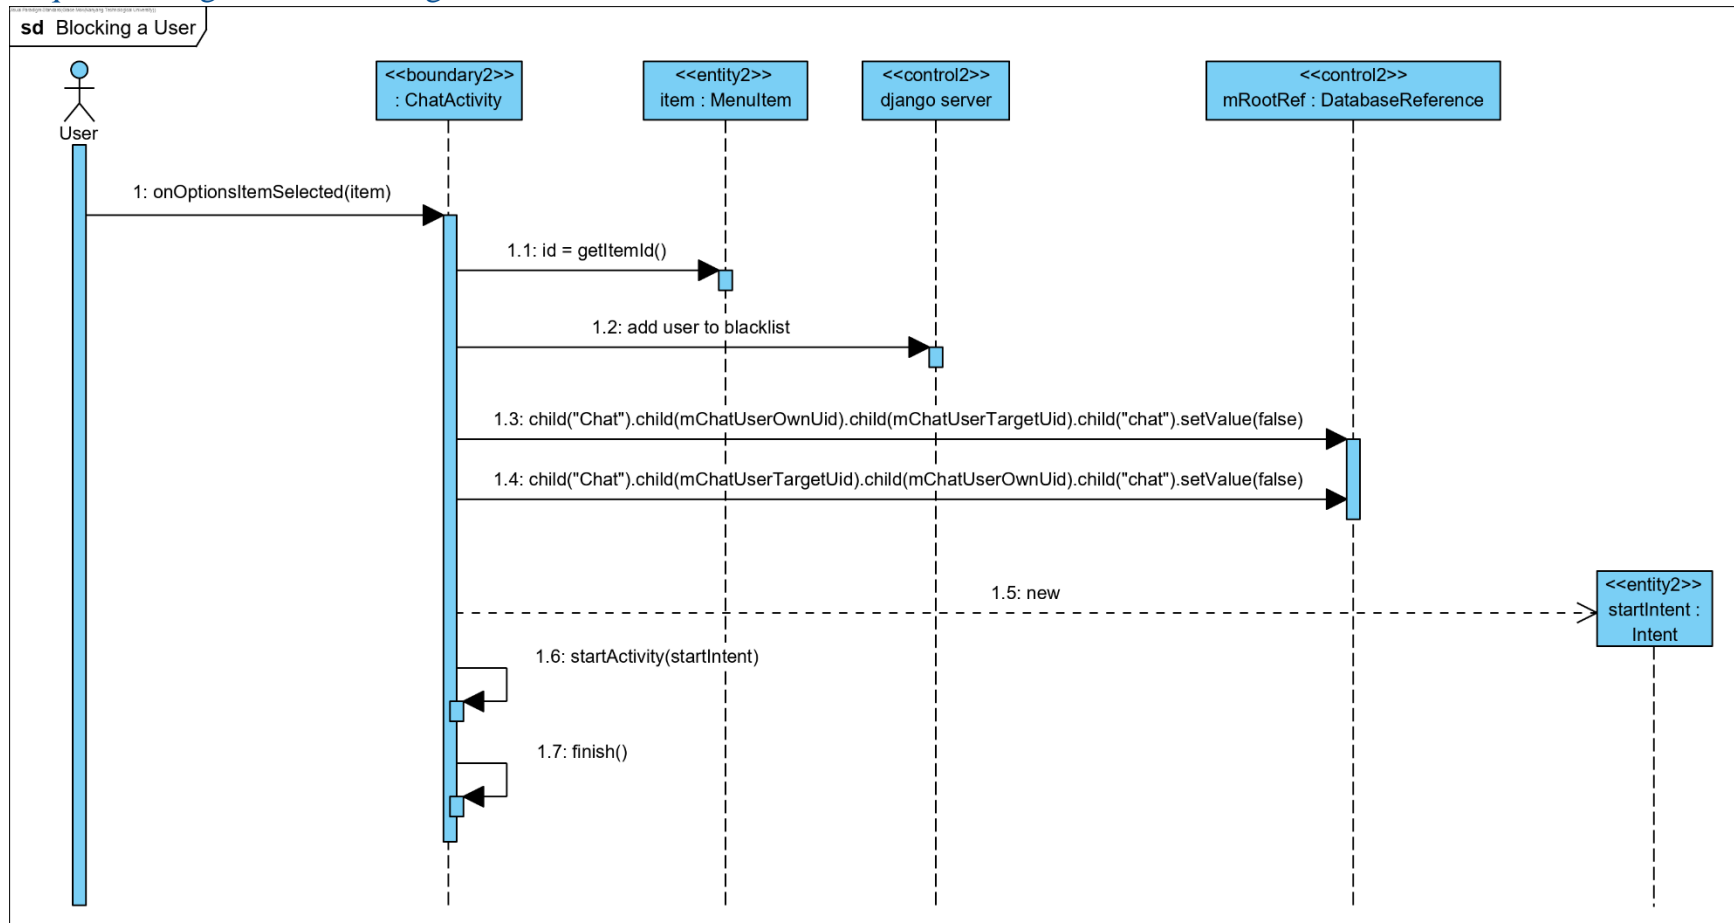 sd Blocking a User
User
<<boundary2>>
: ChatActivity
<<entity2>>
item : MenuItem
<<control2>>
django server
<<control2>>
mRootRef : DatabaseReference
1: onOptionsItemSelected(item)
1.1: id = getItemId()
1.2: add user to blacklist
1.3: child("Chat").child(mChatUserOwnUid).child(mChatUserTargetUid).child("chat").setValue(false)
1.4: child("Chat").child(mChatUserTargetUid).child(mChatUserOwnUid).child("chat").setValue(false)
1.5: new
<<entity2>>
startIntent :
Intent
1.6: startActivity(startIntent)
1.7: finish()